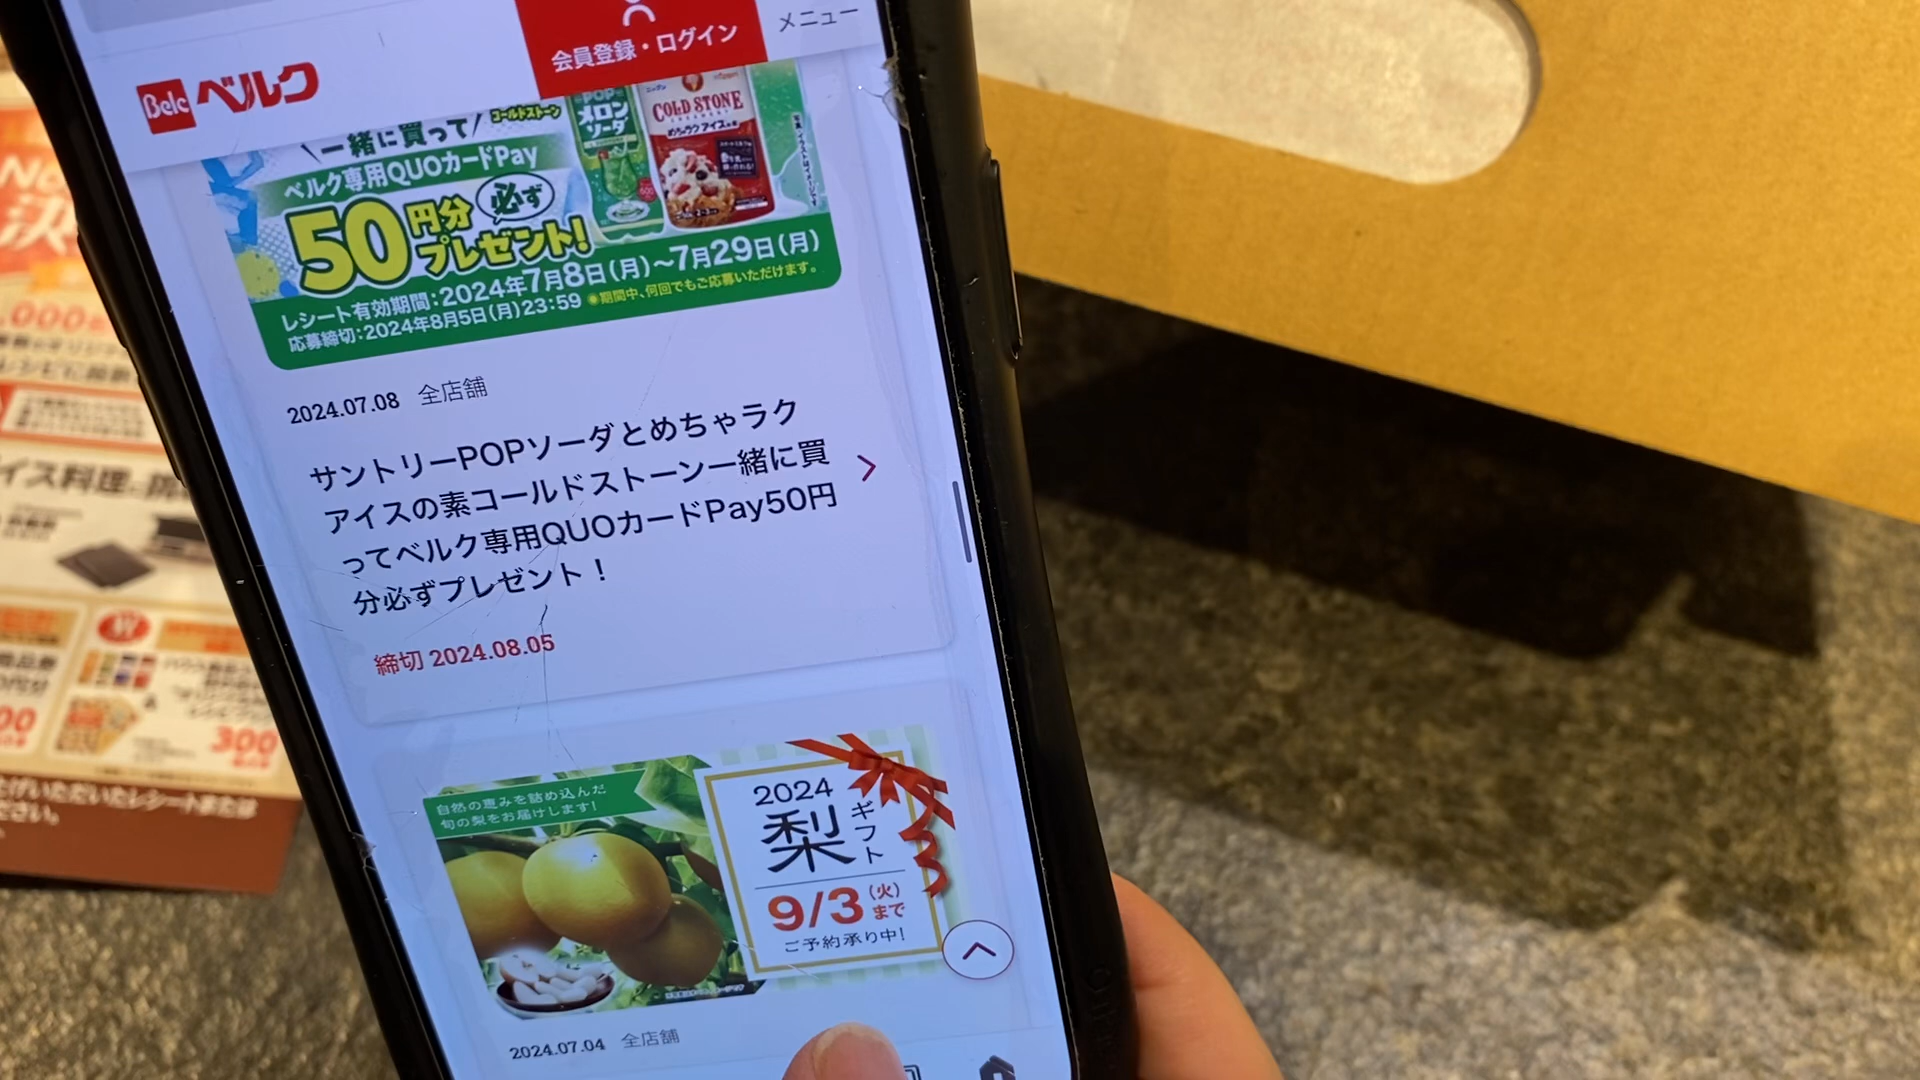 Belc ベルク
会員登録・ログイン
メニュー
一緒に買って
コールドストーン
ベルク専用QUOカードPay
50円分必ず
プレゼント!
レシート有効期間:2024年7月8日(月)~7月29日(月)
応募締切:2024年8月5日(月)23:59 ※期間中、何回でもご応募いただけます。
POP
メロン
ソーダ
COLD STONE
CREAMERY
めちゃラクアイスの素
2024.07.08 全店舗
サントリーPOPソーダとめちゃラク
アイスの素コールドストーン一緒に買
ってベルク専用QUOカードPay50円
分必ずプレゼント！
締切 2024.08.05
自然の恵みを詰め込んだ
旬の梨をお届けします!
2024
梨
ギフト
9/3(火)まで
ご予約承り中!
2024.07.04 全店舗
イス料理
300